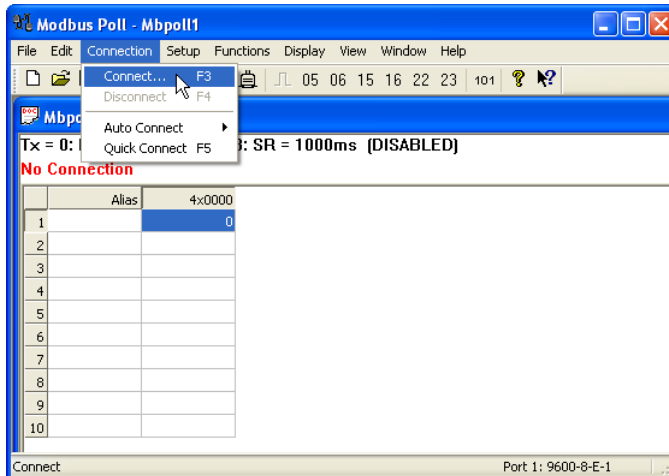 Modbus Poll - Mbpoll1
File Edit Connection Setup Functions Display View Window Help
Connect... F3
05 06 15 16 22 23 101
Disconnect F4
Auto Connect
Quick Connect F5
Tx = 0: : SR = 1000ms (DISABLED)
No Connection
Alias 4x0000
1 0
2
3
4
5
6
7
8
9
10
Connect Port 1: 9600-8-E-1